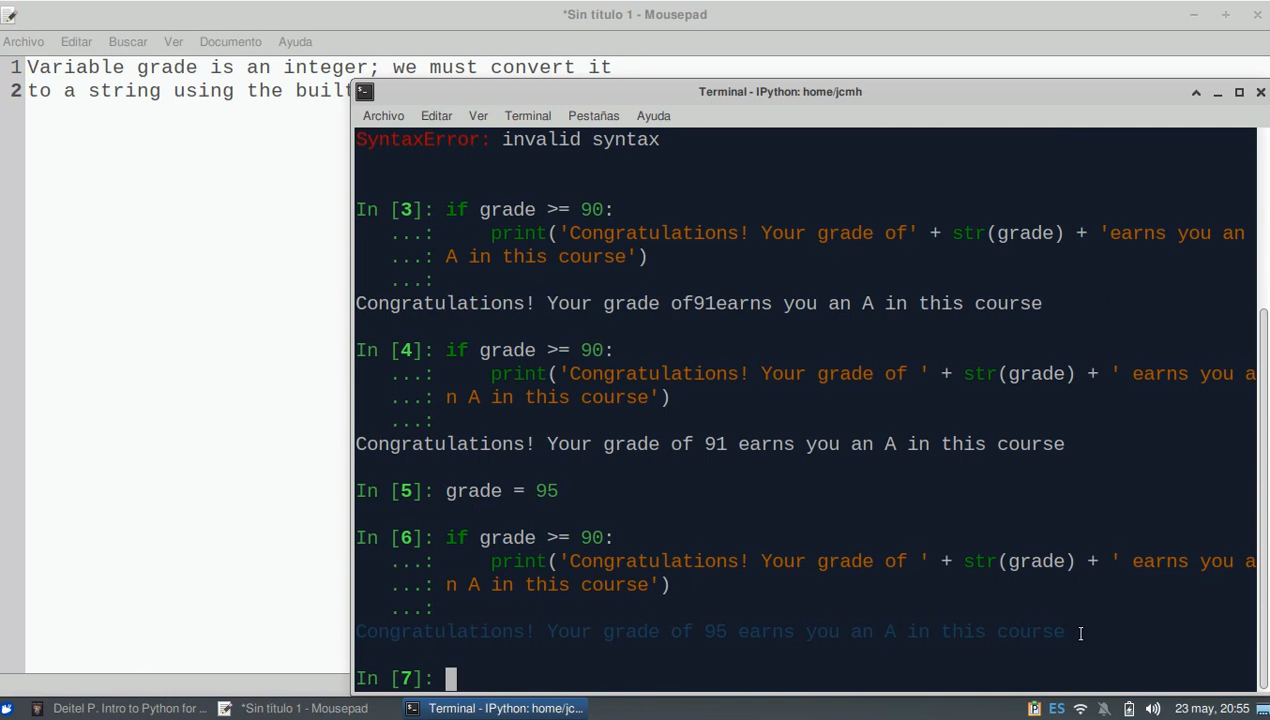 *Sin título 1 - Mousepad
Archivo Editar Buscar Ver Documento Ayuda
1 Variable grade is an integer; we must convert it
2 to a string using the built
Terminal - IPython: home/jcmh
Archivo Editar Ver Terminal Pestañas Ayuda
SyntaxError: invalid syntax
In [3]: if grade >= 90:
...: print('Congratulations! Your grade of' + str(grade) + 'earns you an
...: A in this course')
...:
Congratulations! Your grade of91earns you an A in this course
In [4]: if grade >= 90:
...: print('Congratulations! Your grade of ' + str(grade) + ' earns you a
...: n A in this course')
...:
Congratulations! Your grade of 91 earns you an A in this course
In [5]: grade = 95
In [6]: if grade >= 90:
...: print('Congratulations! Your grade of ' + str(grade) + ' earns you a
...: n A in this course')
...:
Congratulations! Your grade of 95 earns you an A in this course
In [7]:
Deitel P. Intro to Python for ... *Sin título 1 - Mousepad Terminal - IPython: home/jc... ES 23 may, 20:55